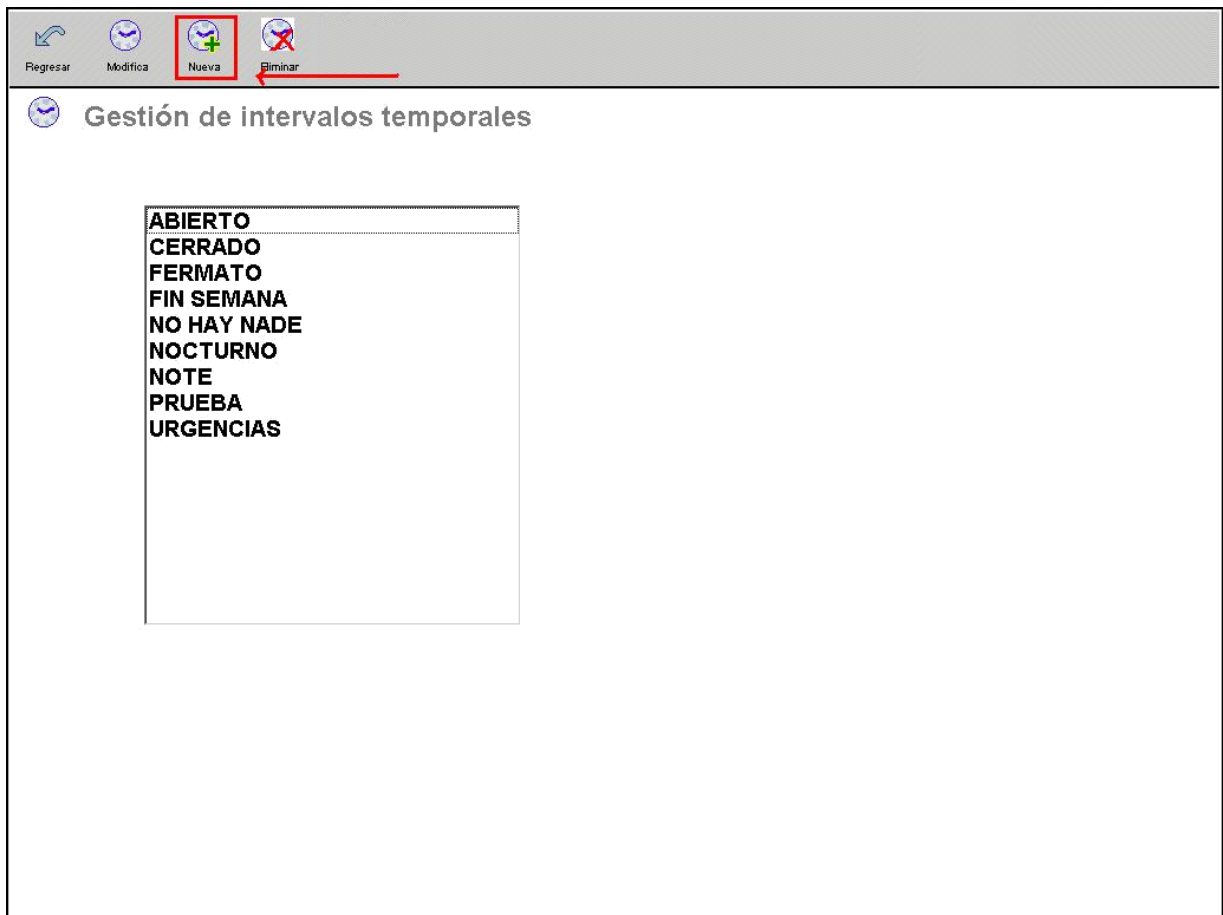 Regresar Modifica Nueva Eliminar
Gestión de intervalos temporales
ABIERTO
CERRADO
FERMATO
FIN SEMANA
NO HAY NADE
NOCTURNO
NOTE
PRUEBA
URGENCIAS